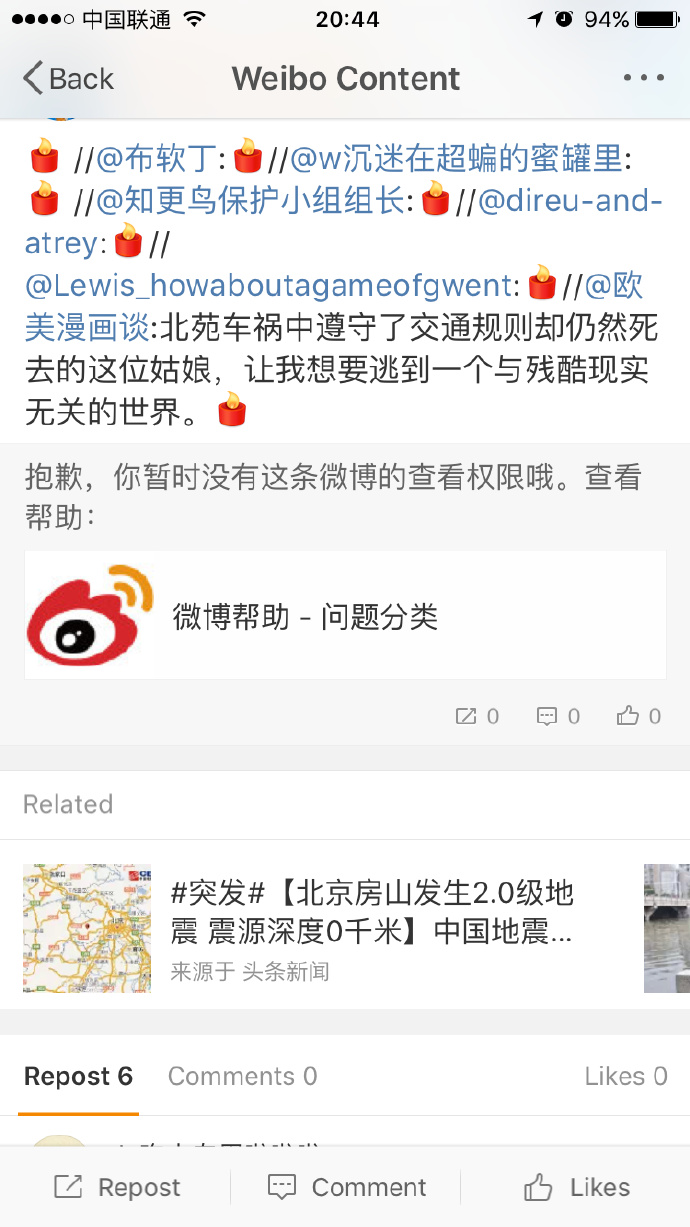 中国联通 20:44 94%
Back Weibo Content
//@布软丁: //@w沉迷在超蝙的蜜罐里:
//@知更鸟保护小组组长: //@direu-and-
atrey: //
@Lewis_howaboutagameofgwent: //@欧
美漫画谈:北苑车祸中遵守了交通规则却仍然死
去的这位姑娘，让我想要逃到一个与残酷现实
无关的世界。
抱歉，你暂时没有这条微博的查看权限哦。查看
帮助：
微博帮助 - 问题分类
0 0 0
Related
#突发#【北京房山发生2.0级地
震 震源深度0千米】中国地震...
来源于 头条新闻
Repost 6 Comments 0 Likes 0
Repost Comment Likes